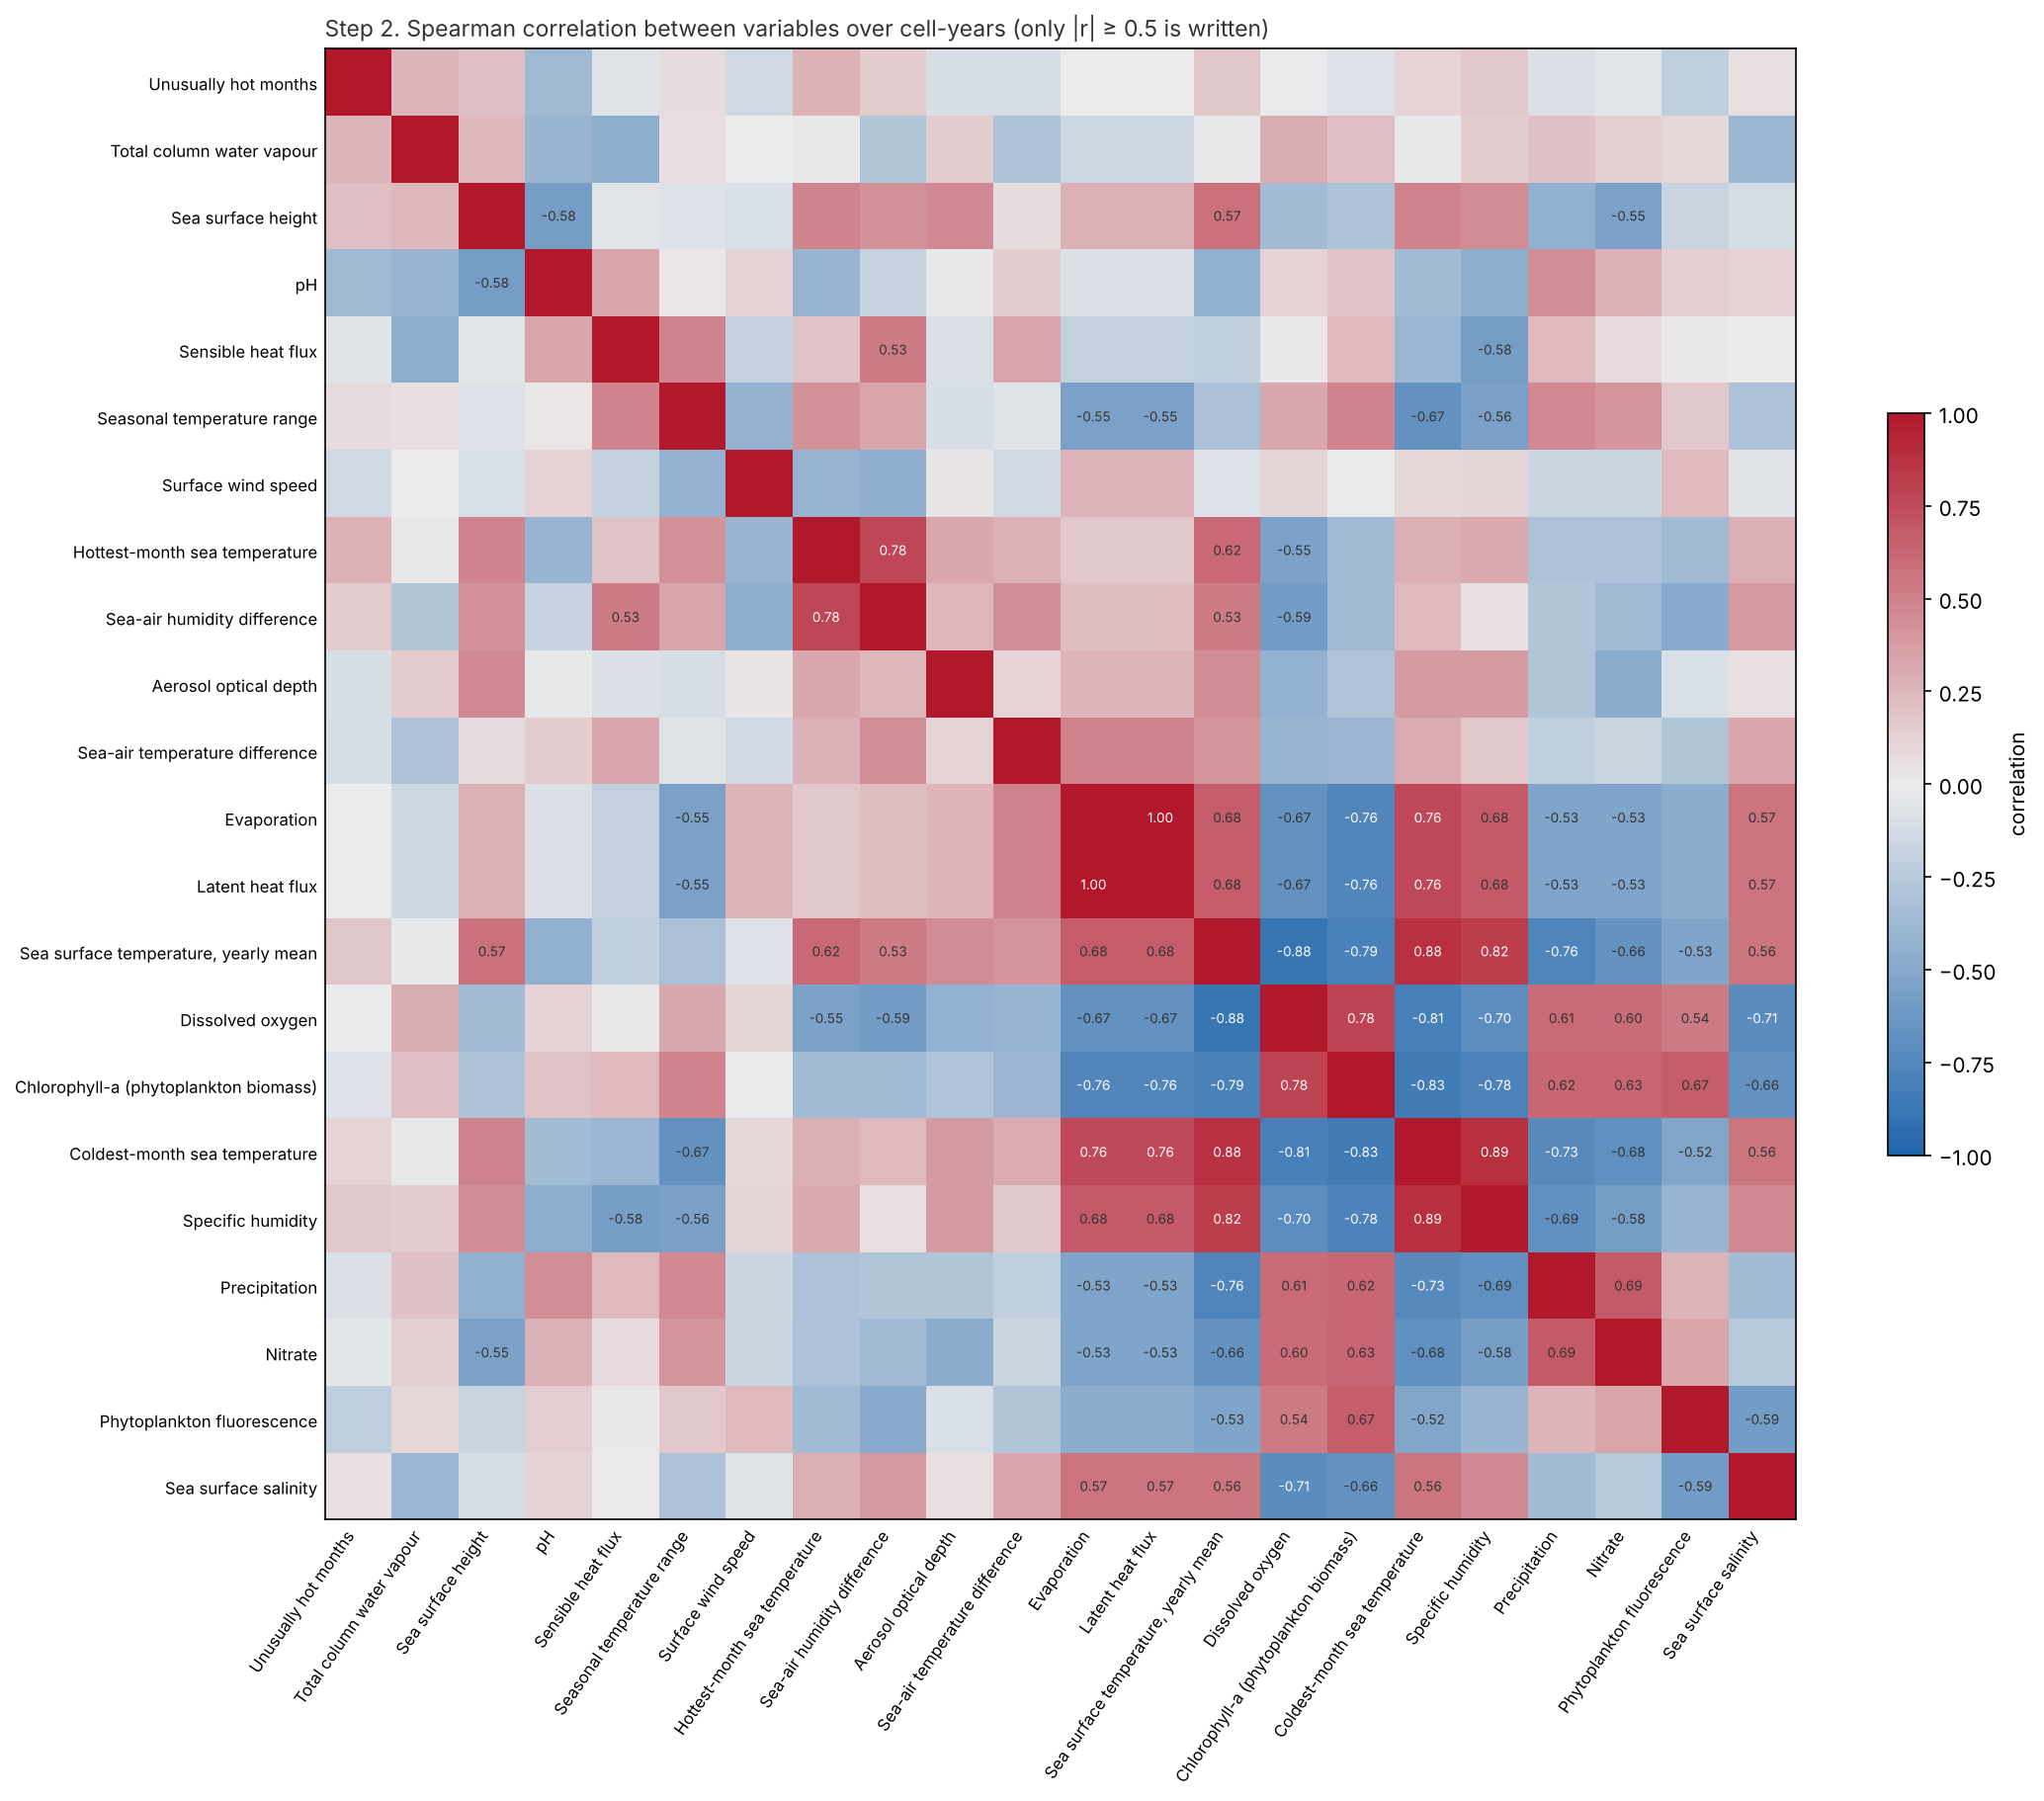 Step 2. Spearman correlation between variables over cell-years (only |r| ≥ 0.5 is written)
Unusually hot months
Total column water vapour
Sea surface height -0.58 0.57 -0.55
pH -0.58
Sensible heat flux 0.53 -0.58
Seasonal temperature range -0.55 -0.55 -0.67 -0.56
Surface wind speed
Hottest-month sea temperature 0.78 0.62 -0.55
Sea-air humidity difference 0.53 0.78 0.53 -0.59
Aerosol optical depth
Sea-air temperature difference
Evaporation -0.55 1.00 0.68 -0.67 -0.76 0.76 0.68 -0.53 -0.53 0.57
Latent heat flux -0.55 1.00 0.68 -0.67 -0.76 0.76 0.68 -0.53 -0.53 0.57
Sea surface temperature, yearly mean 0.57 0.62 0.53 0.68 0.68 -0.88 -0.79 0.88 0.82 -0.76 -0.66 -0.53 0.56
Dissolved oxygen -0.55 -0.59 -0.67 -0.67 -0.88 0.78 -0.81 -0.70 0.61 0.60 0.54 -0.71
Chlorophyll-a (phytoplankton biomass) -0.76 -0.76 -0.79 0.78 -0.83 -0.78 0.62 0.63 0.67 -0.66
Coldest-month sea temperature -0.67 0.76 0.76 0.88 -0.81 -0.83 0.89 -0.73 -0.68 -0.52 0.56
Specific humidity -0.58 -0.56 0.68 0.68 0.82 -0.70 -0.78 0.89 -0.69 -0.58
Precipitation -0.53 -0.53 -0.76 0.61 0.62 -0.73 -0.69 0.69
Nitrate -0.55 -0.53 -0.53 -0.66 0.60 0.63 -0.68 -0.58 0.69
Phytoplankton fluorescence -0.53 0.54 0.67 -0.52 -0.59
Sea surface salinity 0.57 0.57 0.56 -0.71 -0.66 0.56 -0.59
Unusually hot months
Total column water vapour
Sea surface height
pH
Sensible heat flux
Seasonal temperature range
Surface wind speed
Hottest-month sea temperature
Sea-air humidity difference
Aerosol optical depth
Sea-air temperature difference
Evaporation
Latent heat flux
Sea surface temperature, yearly mean
Dissolved oxygen
Chlorophyll-a (phytoplankton biomass)
Coldest-month sea temperature
Specific humidity
Precipitation
Nitrate
Phytoplankton fluorescence
Sea surface salinity
1.00
0.75
0.50
0.25
0.00
−0.25
−0.50
−0.75
−1.00
correlation